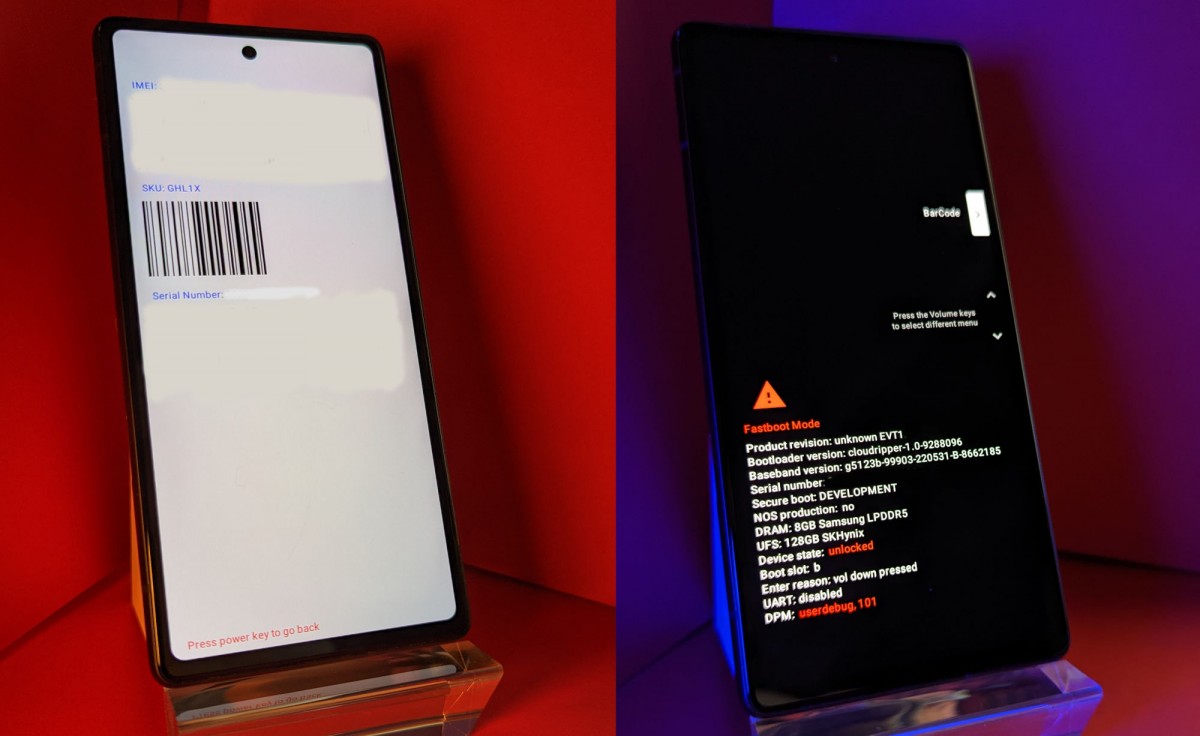 IMEI:
SKU: GHL1X
Serial Number:
Press power key to go back
BarCode
Press the Volume keys
to select different menu
Fastboot Mode
Product revision: unknown EVT1
Bootloader version: cloudripper-1.0-9288096
Baseband version: g5123b-99903-220531-B-8662185
Serial number:
Secure boot: DEVELOPMENT
NOS production: no
DRAM: 8GB Samsung LPDDR5
UFS: 128GB SKHynix
Device state: unlocked
Boot slot: b
Enter reason: vol down pressed
UART: disabled
DPM: userdebug, 101